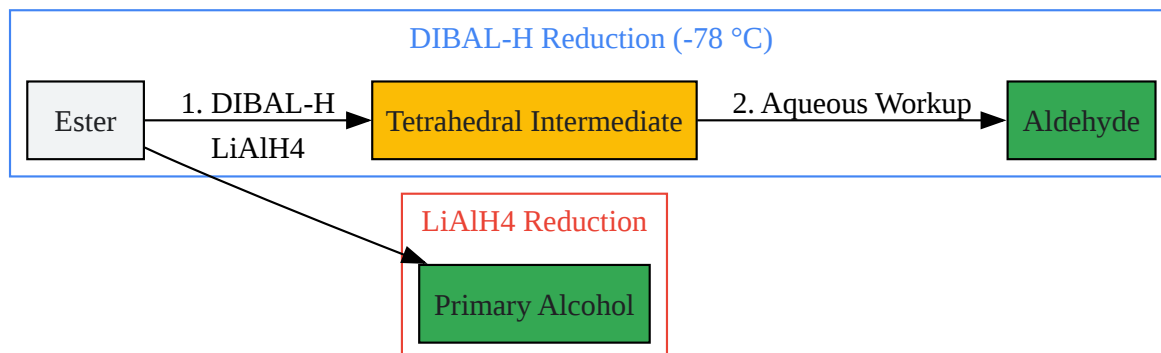 DIBAL-H Reduction (-78 °C)
Ester
1. DIBAL-H
LiAlH4
Tetrahedral Intermediate
2. Aqueous Workup
Aldehyde
LiAlH4 Reduction
Primary Alcohol